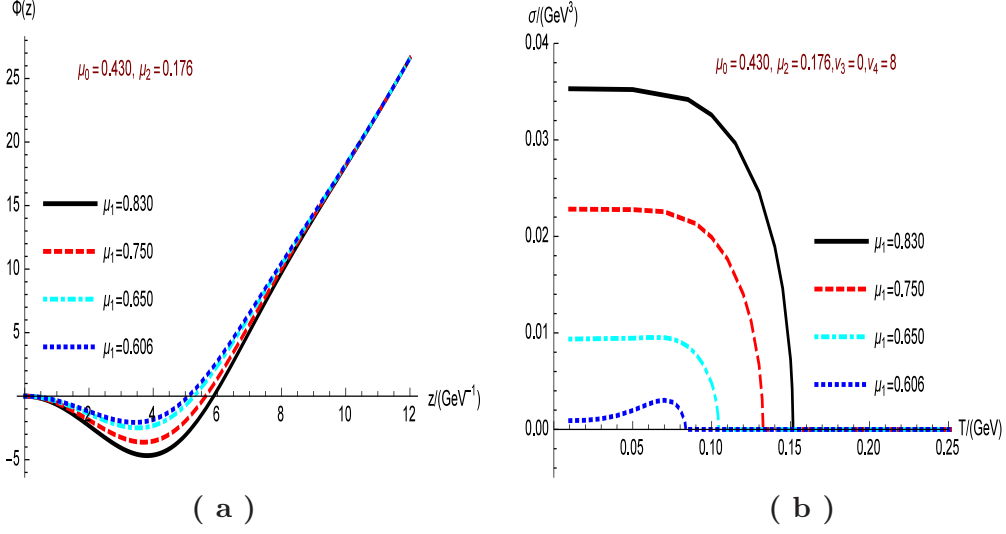 Φ(z)
μ₀=0.430, μ₂=0.176
25
20
15
10
5
-5
μ₁=0.830
μ₁=0.750
μ₁=0.650
μ₁=0.606
2
4
6
8
10
12
z/(GeV⁻¹)
( a )
σ/(GeV³)
μ₀=0.430, μ₂=0.176,v₃=0,v₄=8
0.04
0.03
0.02
0.01
0.00
μ₁=0.830
μ₁=0.750
μ₁=0.650
μ₁=0.606
0.05
0.10
0.15
0.20
0.25
T/(GeV)
( b )